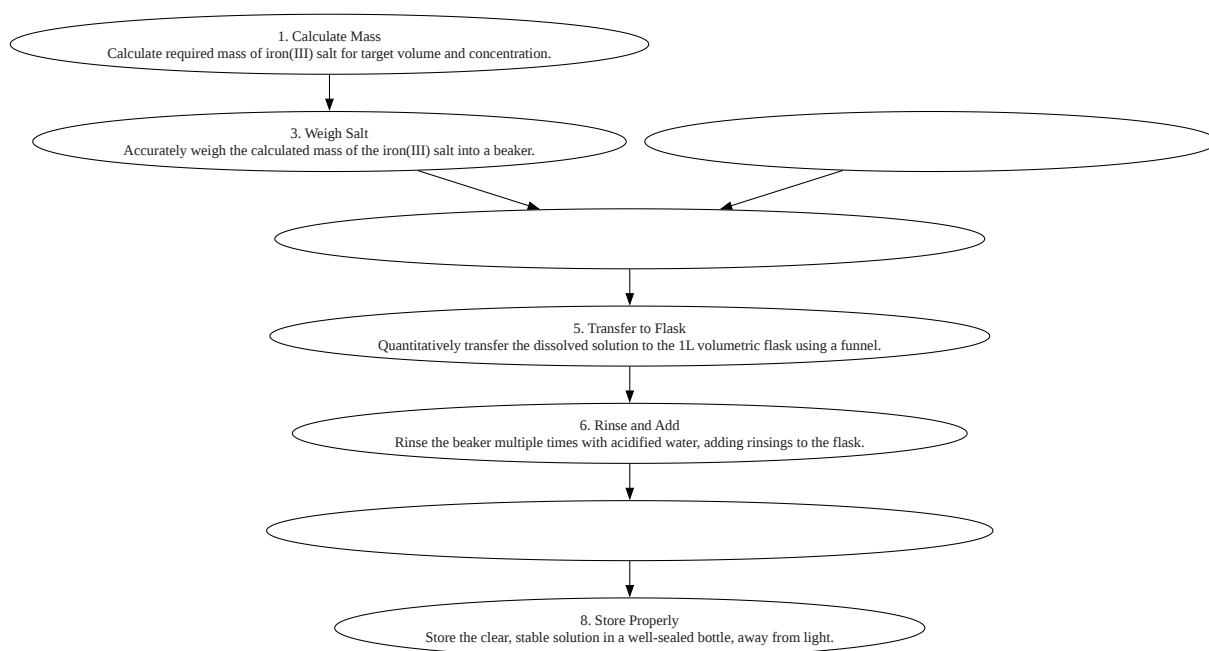 1. Calculate Mass
Calculate required mass of iron(III) salt for target volume and concentration.
3. Weigh Salt
Accurately weigh the calculated mass of the iron(III) salt into a beaker.
5. Transfer to Flask
Quantitatively transfer the dissolved solution to the 1L volumetric flask using a funnel.
6. Rinse and Add
Rinse the beaker multiple times with acidified water, adding rinsings to the flask.
8. Store Properly
Store the clear, stable solution in a well-sealed bottle, away from light.